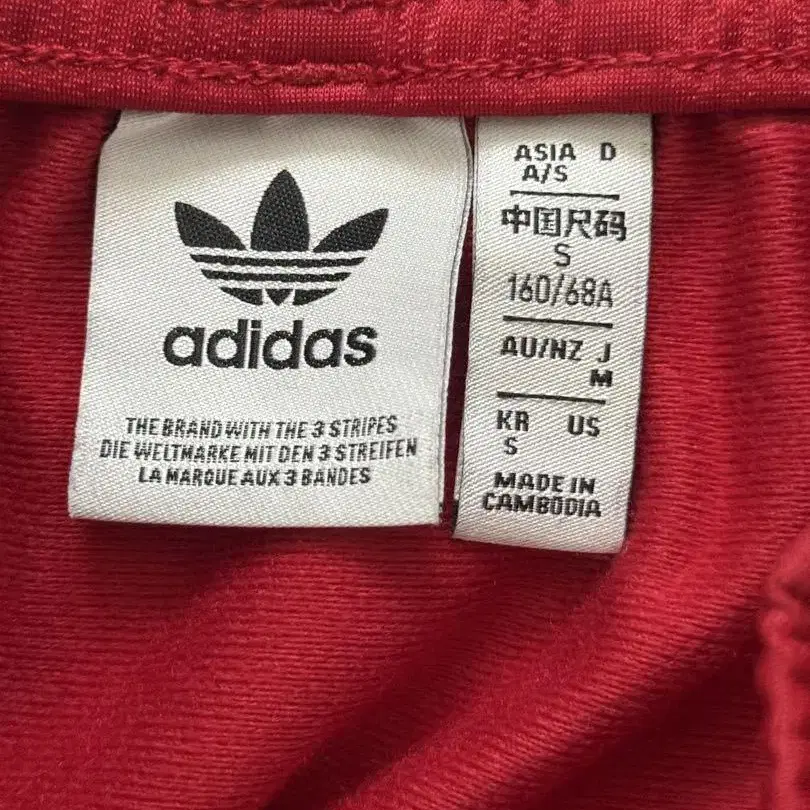 adidas
THE BRAND WITH THE 3 STRIPES
DIE WELTMARKE MIT DEN 3 STREIFEN
LA MARQUE AUX 3 BANDES
ASIA D
A/S
中国尺码
S
160/68A
AU/NZ J
M
KR US
S
MADE IN
CAMBODIA